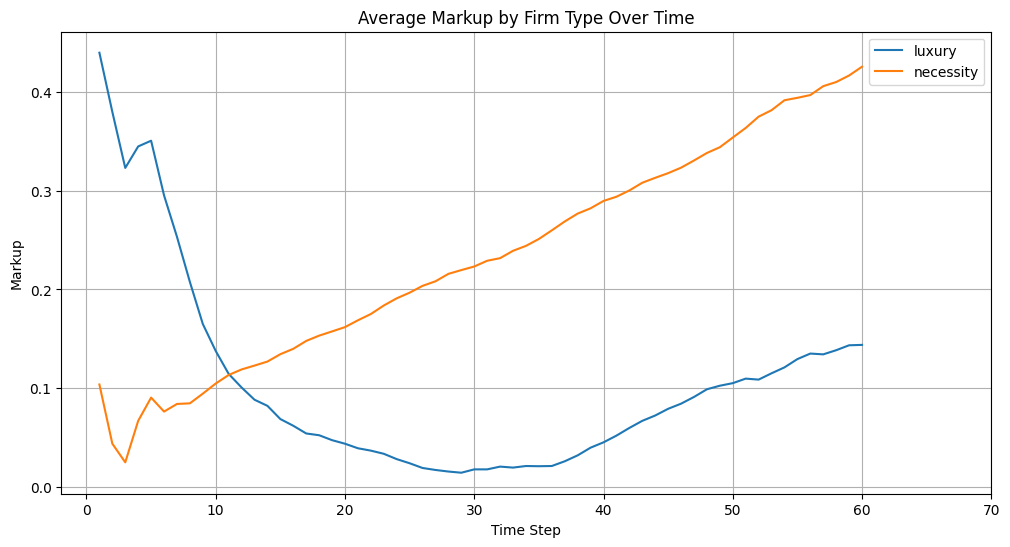 Average Markup by Firm Type Over Time
luxury
necessity
Markup
0.4
0.3
0.2
0.1
0.0
0 10 20 30 40 50 60 70
Time Step